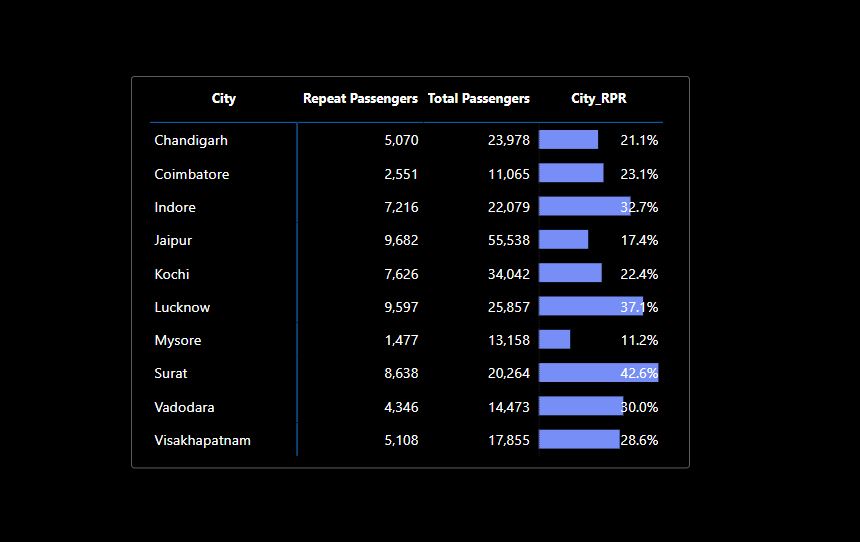 City Repeat Passengers Total Passengers City_RPR
Chandigarh 5,070 23,978 21.1%
Coimbatore 2,551 11,065 23.1%
Indore 7,216 22,079 32.7%
Jaipur 9,682 55,538 17.4%
Kochi 7,626 34,042 22.4%
Lucknow 9,597 25,857 37.1%
Mysore 1,477 13,158 11.2%
Surat 8,638 20,264 42.6%
Vadodara 4,346 14,473 30.0%
Visakhapatnam 5,108 17,855 28.6%